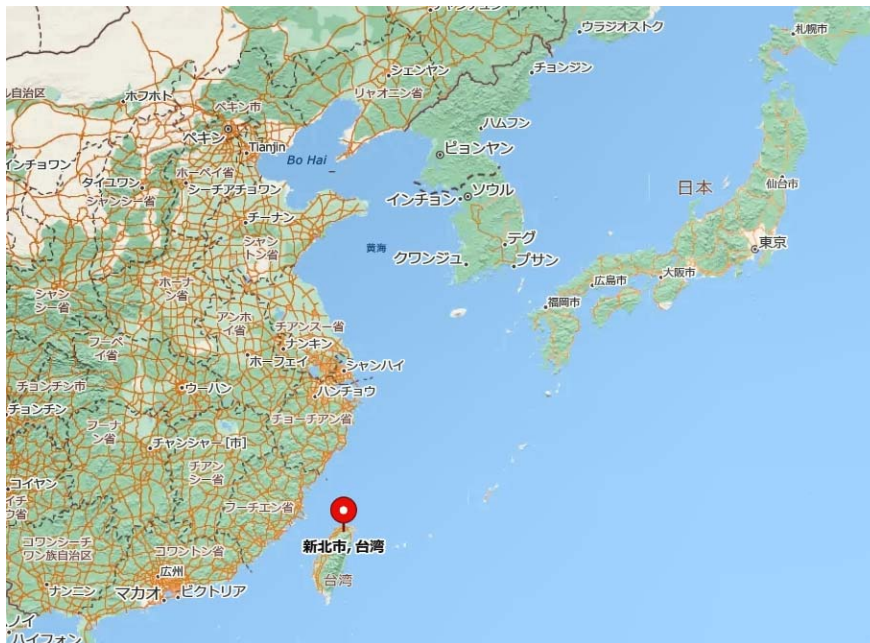 ウラジオストク
札幌市
シェンヤン
チョンジン
リャオニン省
ル自治区
ホフホト
ペキン市
ペキン
Tianjin
ハムフン
ピョンヤン
Bo Hai
インチョワン
タイユワン
シャンシー省
ホーペイ省
シーチアチョワン
インチョン
ソウル
日本
仙台市
チーナン
シャン
トン省
黄海
テグ
クワンジュ
プサン
東京
大阪市
広島市
福岡市
シャン
シー省
ホーナ
ン省
アンホ
イ省
チアンスー省
ナンキン
フーペ
イ省
ホーフェイ
シャンハイ
チョンチン市
ウーハン
ハンチョウ
チョンチン
フーナ
ン省
チョーチアン省
チャンシャー [市]
チアン
シー省
コイヤン
イチ
ウ省
フーチエン省
新北市, 台湾
コワンシーチ
ワン族自治区
コワントン省
広州
台湾
ナンニン
マカオ
ビクトリア
ノイ
ハイフォン